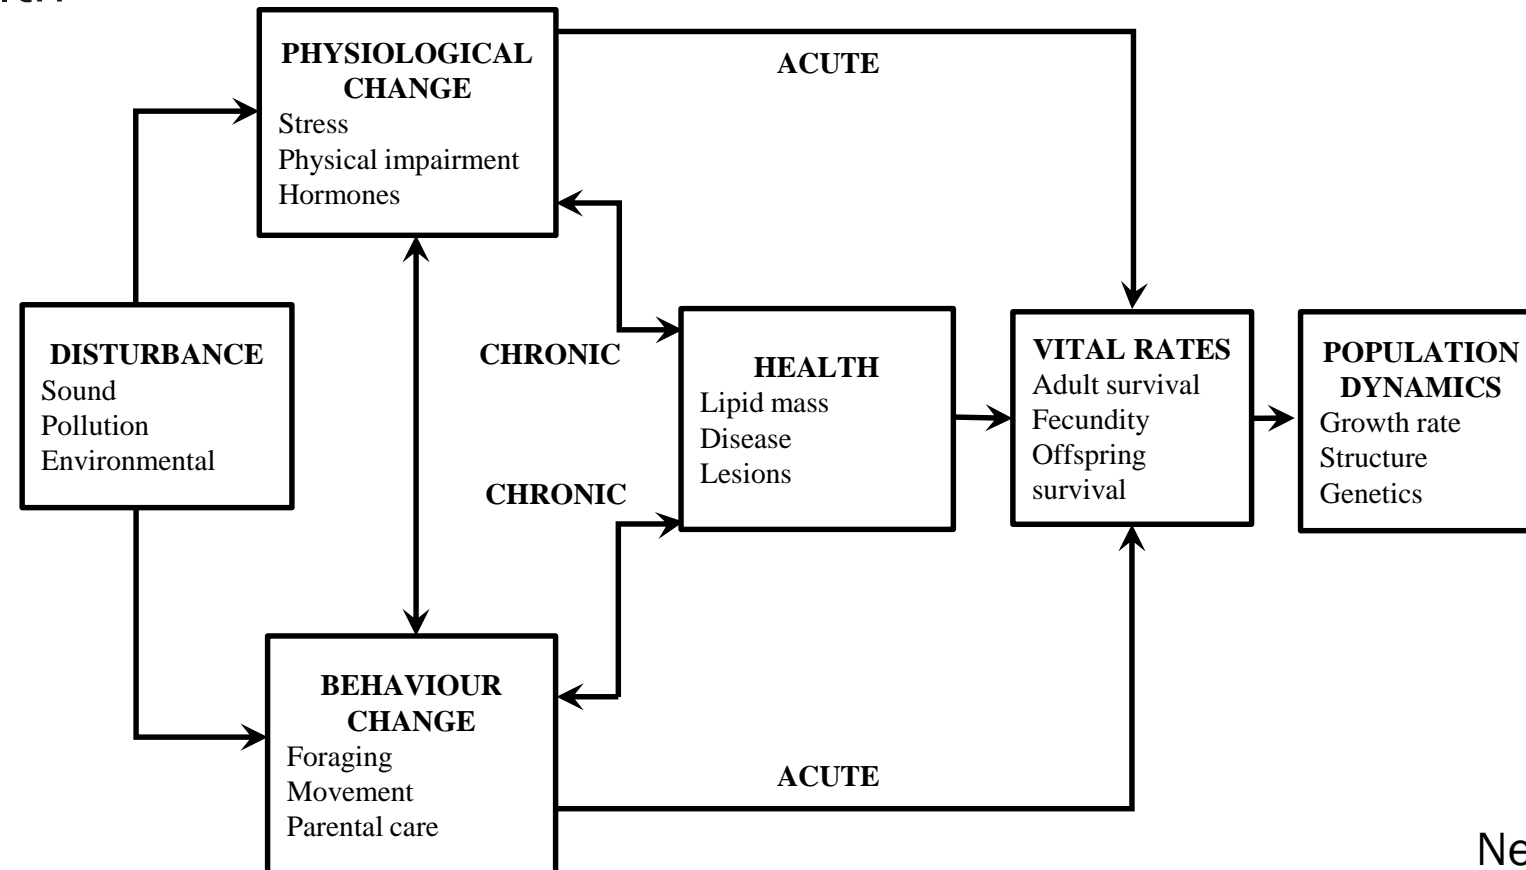 PHYSIOLOGICAL
CHANGE
Stress
Physical impairment
Hormones
ACUTE
DISTURBANCE
Sound
Pollution
Environmental
CHRONIC
CHRONIC
HEALTH
Lipid mass
Disease
Lesions
VITAL RATES
Adult survival
Fecundity
Offspring
survival
POPULATION
DYNAMICS
Growth rate
Structure
Genetics
BEHAVIOUR
CHANGE
Foraging
Movement
Parental care
ACUTE
Ne